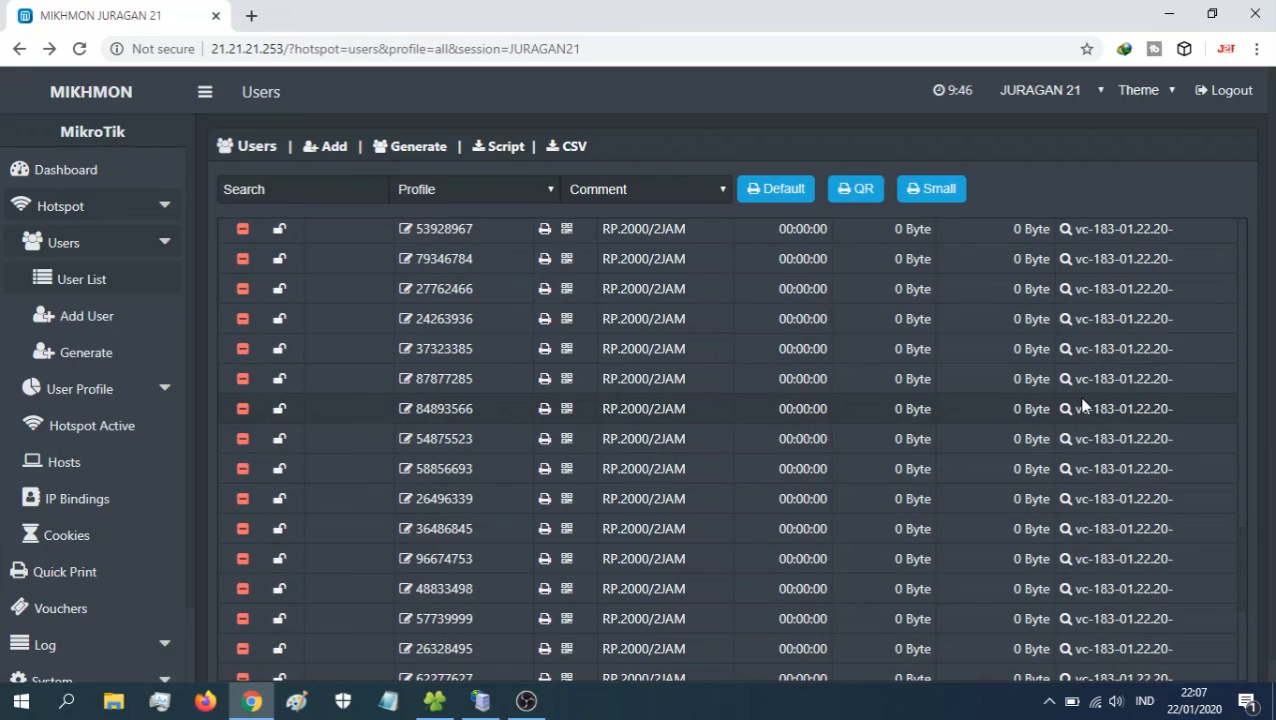 MIKHMON JURAGAN 21
Not secure 21.21.21.253/?hotspot=users&profile=all&session=JURAGAN21
MIKHMON Users 9:46 JURAGAN 21 Theme Logout
MikroTik
Dashboard
Hotspot
Users
User List
Add User
Generate
User Profile
Hotspot Active
Hosts
IP Bindings
Cookies
Quick Print
Vouchers
Log
System
Users | Add | Generate | Script | CSV
Search Profile Comment Default QR Small
53928967 RP.2000/2JAM 00:00:00 0 Byte 0 Byte vc-183-01.22.20-
79346784 RP.2000/2JAM 00:00:00 0 Byte 0 Byte vc-183-01.22.20-
27762466 RP.2000/2JAM 00:00:00 0 Byte 0 Byte vc-183-01.22.20-
24263936 RP.2000/2JAM 00:00:00 0 Byte 0 Byte vc-183-01.22.20-
37323385 RP.2000/2JAM 00:00:00 0 Byte 0 Byte vc-183-01.22.20-
87877285 RP.2000/2JAM 00:00:00 0 Byte 0 Byte vc-183-01.22.20-
84893566 RP.2000/2JAM 00:00:00 0 Byte 0 Byte vc-183-01.22.20-
54875523 RP.2000/2JAM 00:00:00 0 Byte 0 Byte vc-183-01.22.20-
58856693 RP.2000/2JAM 00:00:00 0 Byte 0 Byte vc-183-01.22.20-
26496339 RP.2000/2JAM 00:00:00 0 Byte 0 Byte vc-183-01.22.20-
36486845 RP.2000/2JAM 00:00:00 0 Byte 0 Byte vc-183-01.22.20-
96674753 RP.2000/2JAM 00:00:00 0 Byte 0 Byte vc-183-01.22.20-
48833498 RP.2000/2JAM 00:00:00 0 Byte 0 Byte vc-183-01.22.20-
57739999 RP.2000/2JAM 00:00:00 0 Byte 0 Byte vc-183-01.22.20-
26328495 RP.2000/2JAM 00:00:00 0 Byte 0 Byte vc-183-01.22.20-
IND 22:07
22/01/2020